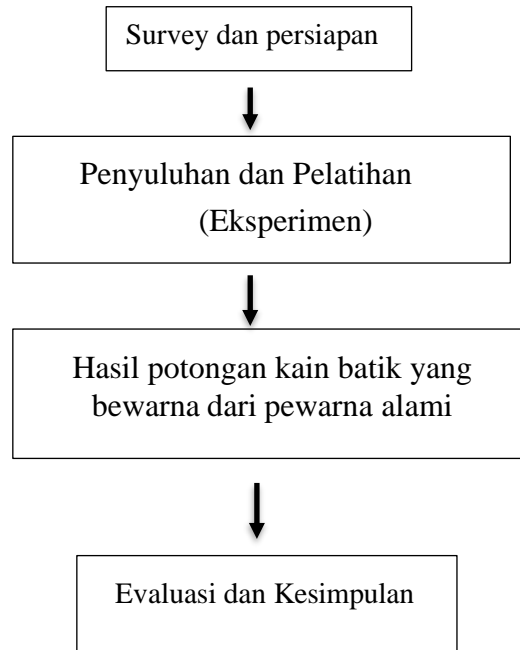 Survey dan persiapan
Penyuluhan dan Pelatihan
(Eksperimen)
Hasil potongan kain batik yang
bewarna dari pewarna alami
Evaluasi dan Kesimpulan